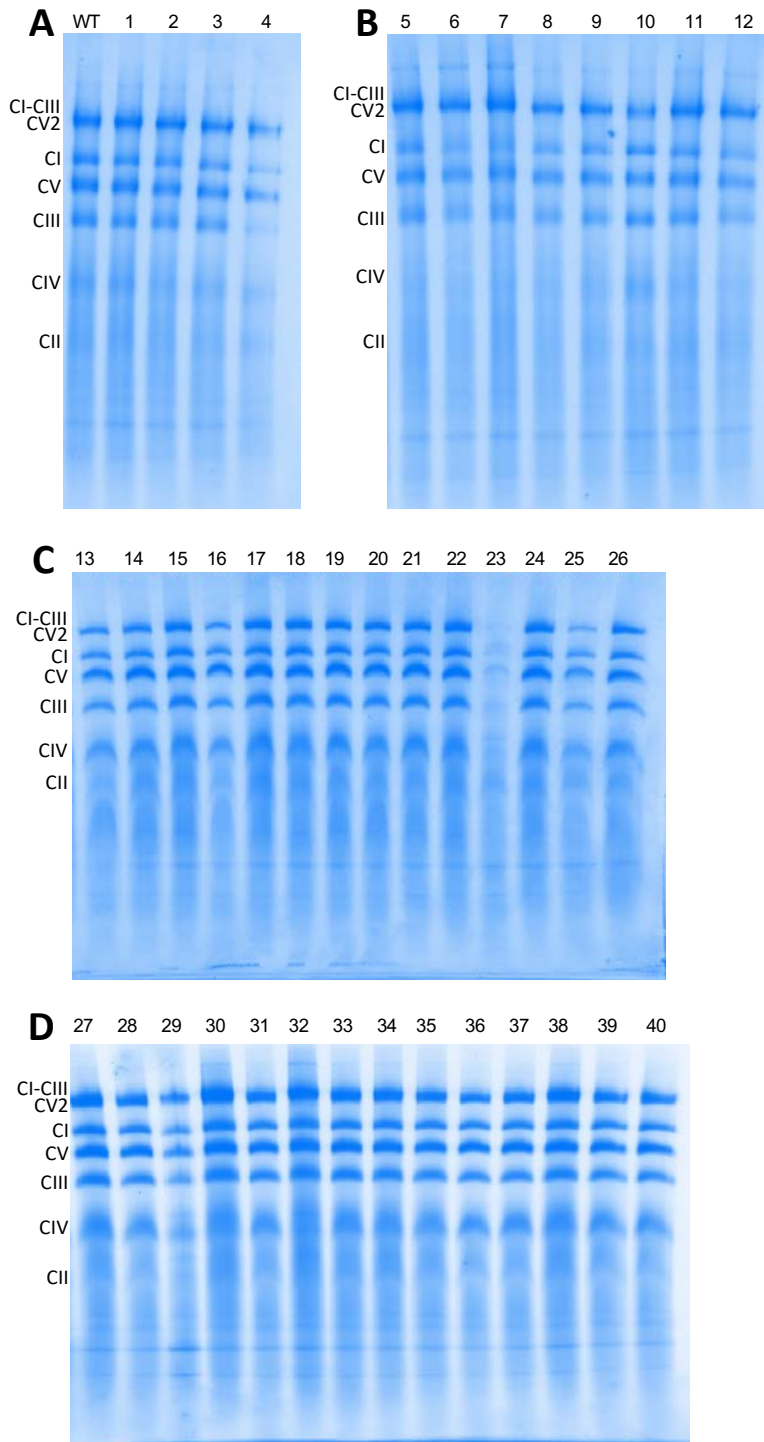 A WT 1 2 3 4
CI-CIII
CV2
CI
CV
CIII
CIV
CII
B 5 6 7 8 9 10 11 12
CI-CIII
CV2
CI
CV
CIII
CIV
CII
C 13 14 15 16 17 18 19 20 21 22 23 24 25 26
CI-CIII
CV2
CI
CV
CIII
CIV
CII
D 27 28 29 30 31 32 33 34 35 36 37 38 39 40
CI-CIII
CV2
CI
CV
CIII
CIV
CII